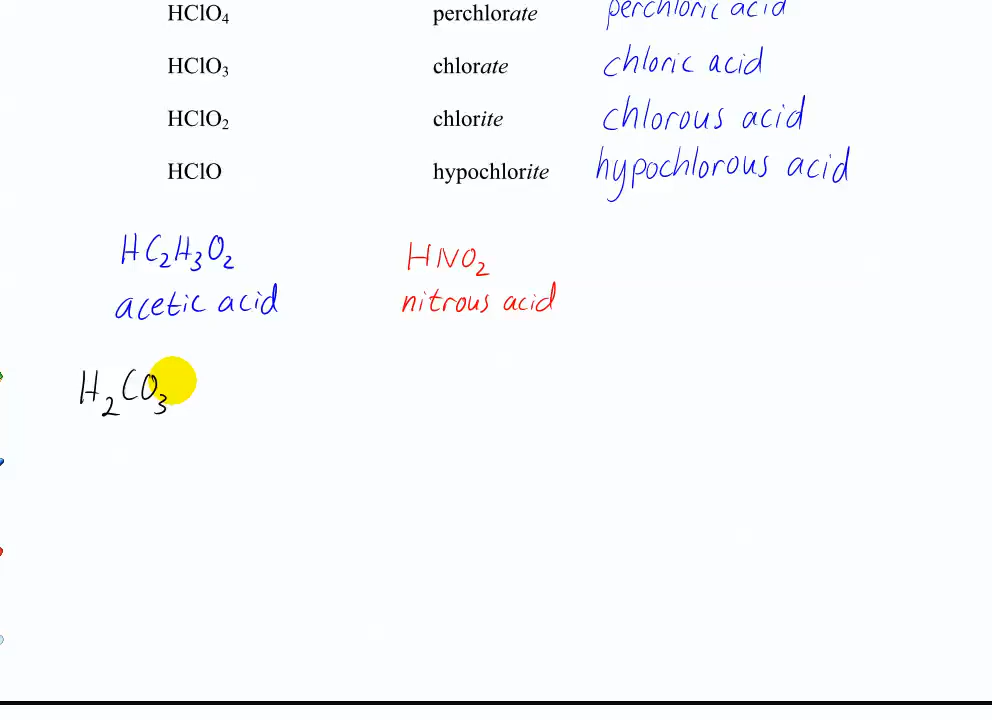 HClO₄ perchlorate perchloric acid
HClO₃ chlorate chloric acid
HClO₂ chlorite chlorous acid
HClO hypochlorite hypochlorous acid
HC₂H₃O₂ HNO₂
acetic acid nitrous acid
H₂CO₃